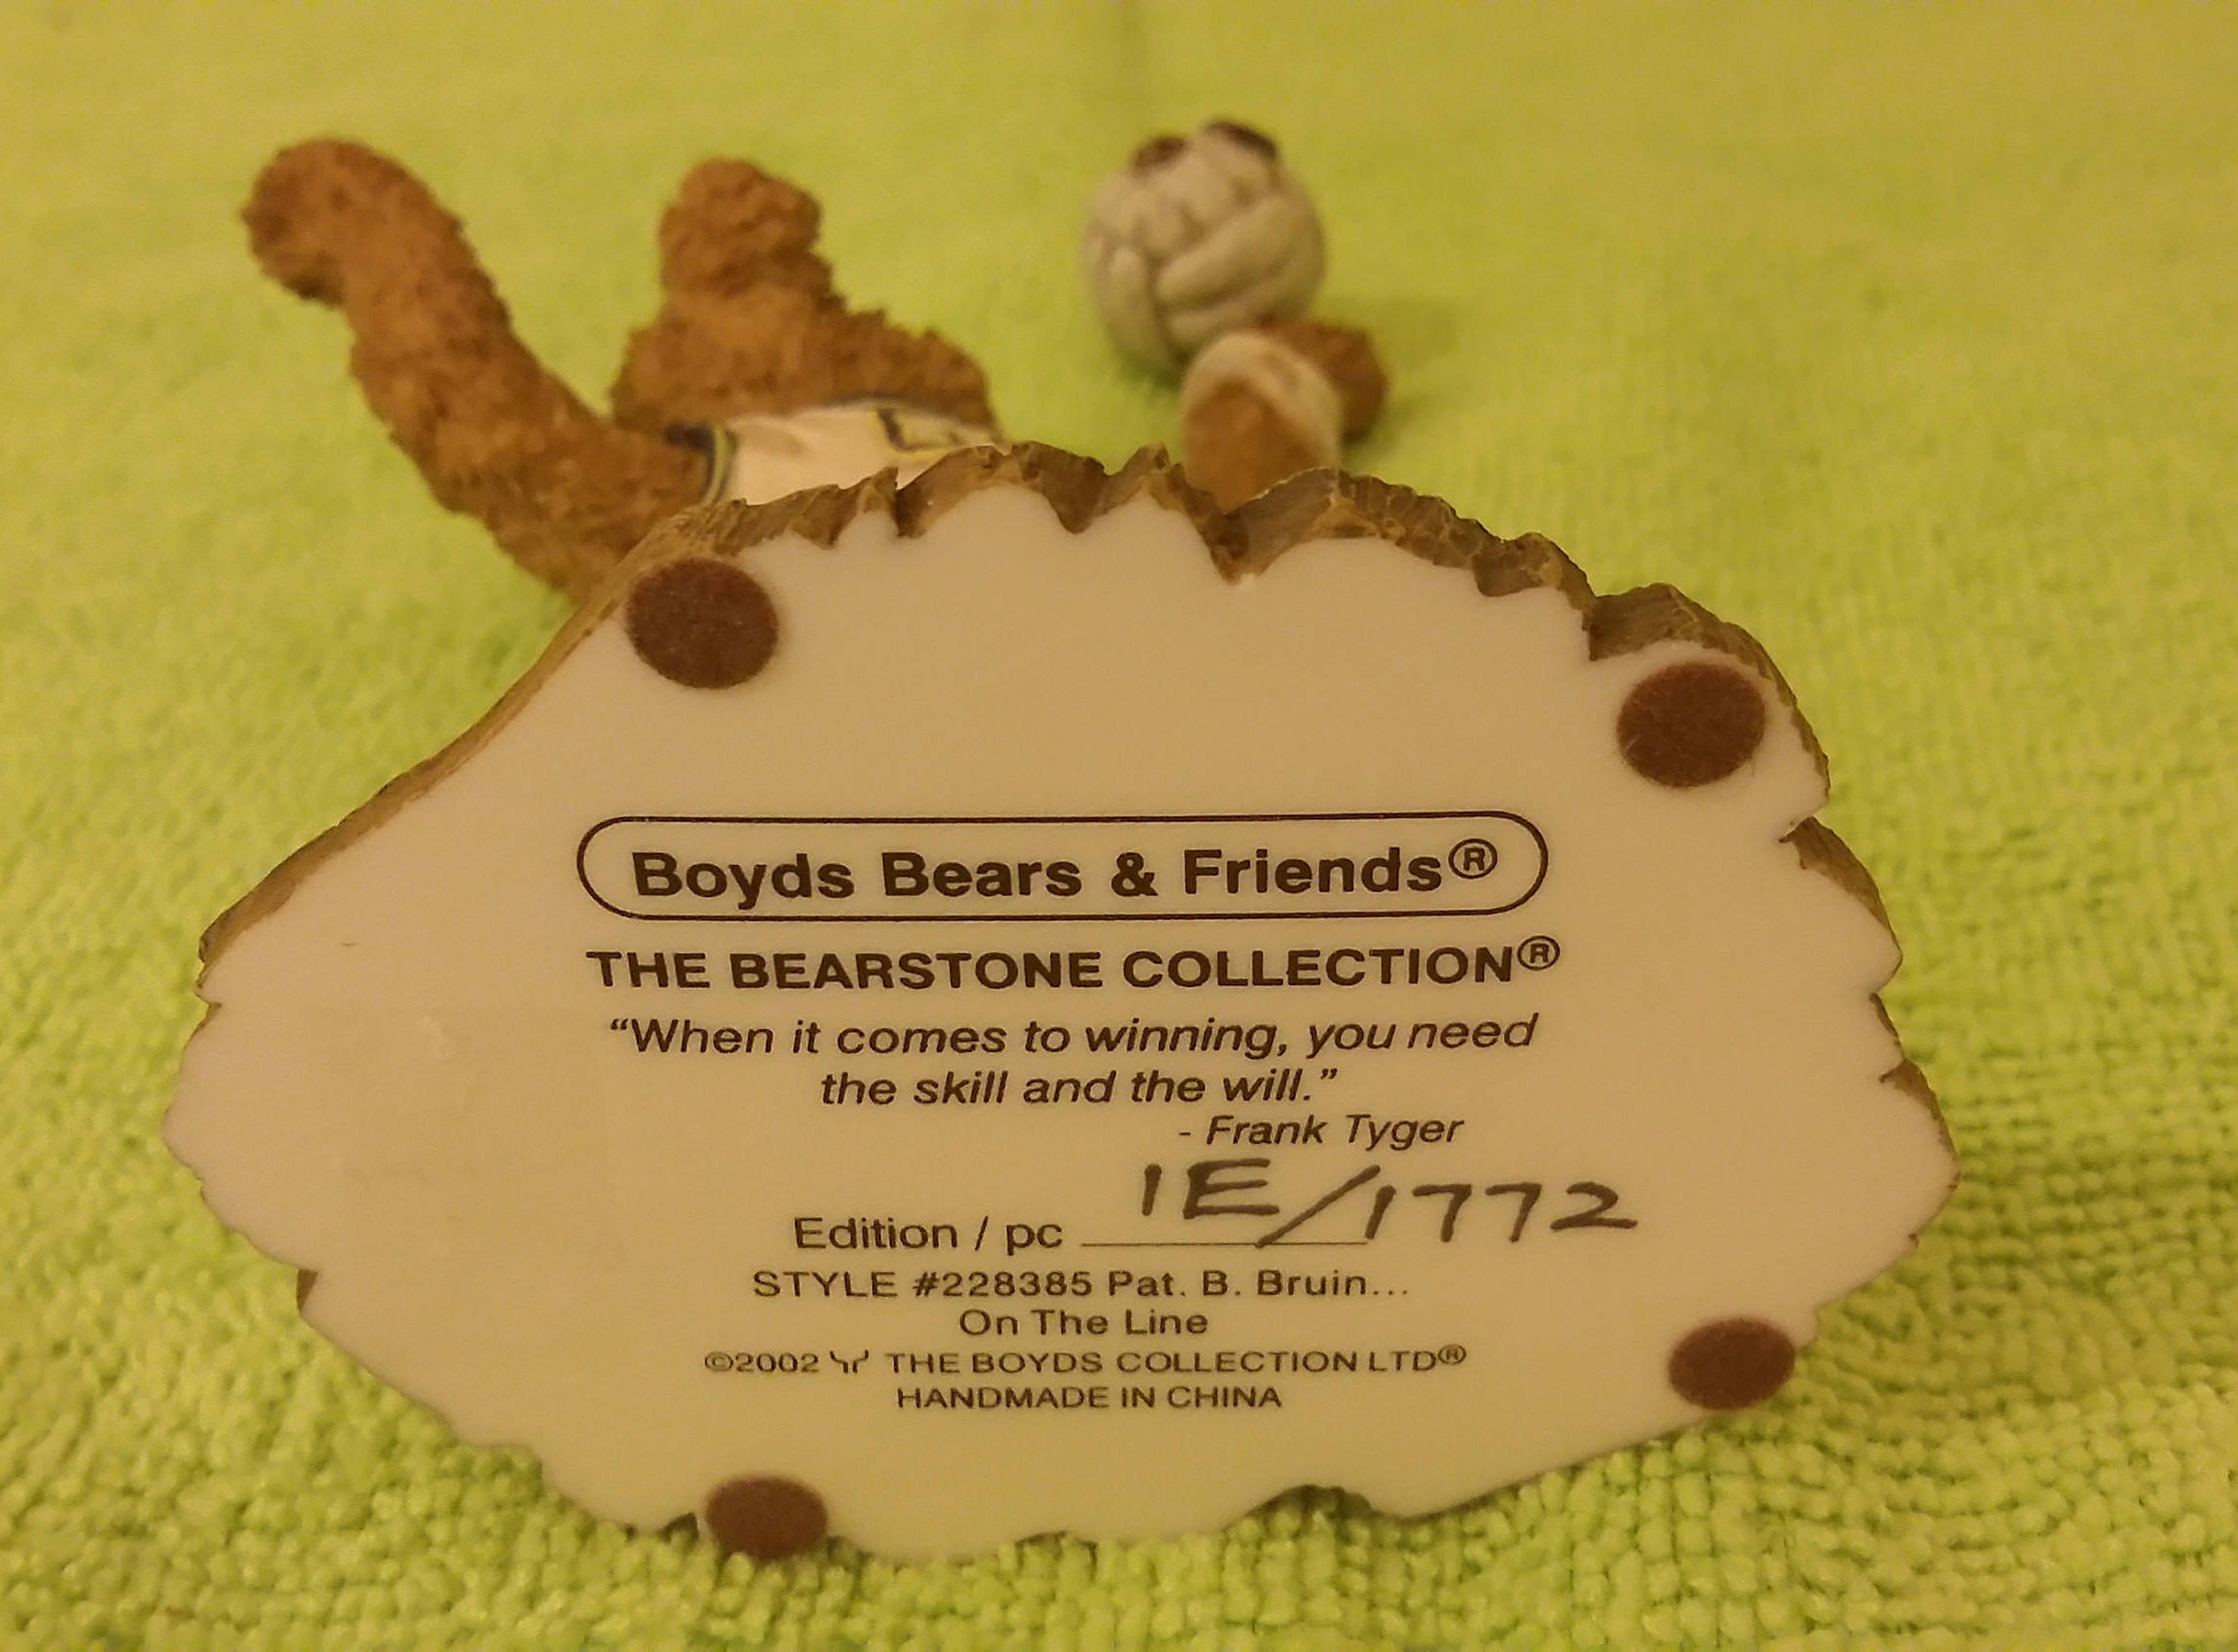 Boyds Bears & Friends®
THE BEARSTONE COLLECTION®
“When it comes to winning, you need
the skill and the will.”
- Frank Tyger
Edition / pc 1E/1772
STYLE #228385 Pat. B. Bruin...
On The Line
©2002 THE BOYDS COLLECTION LTD®
HANDMADE IN CHINA